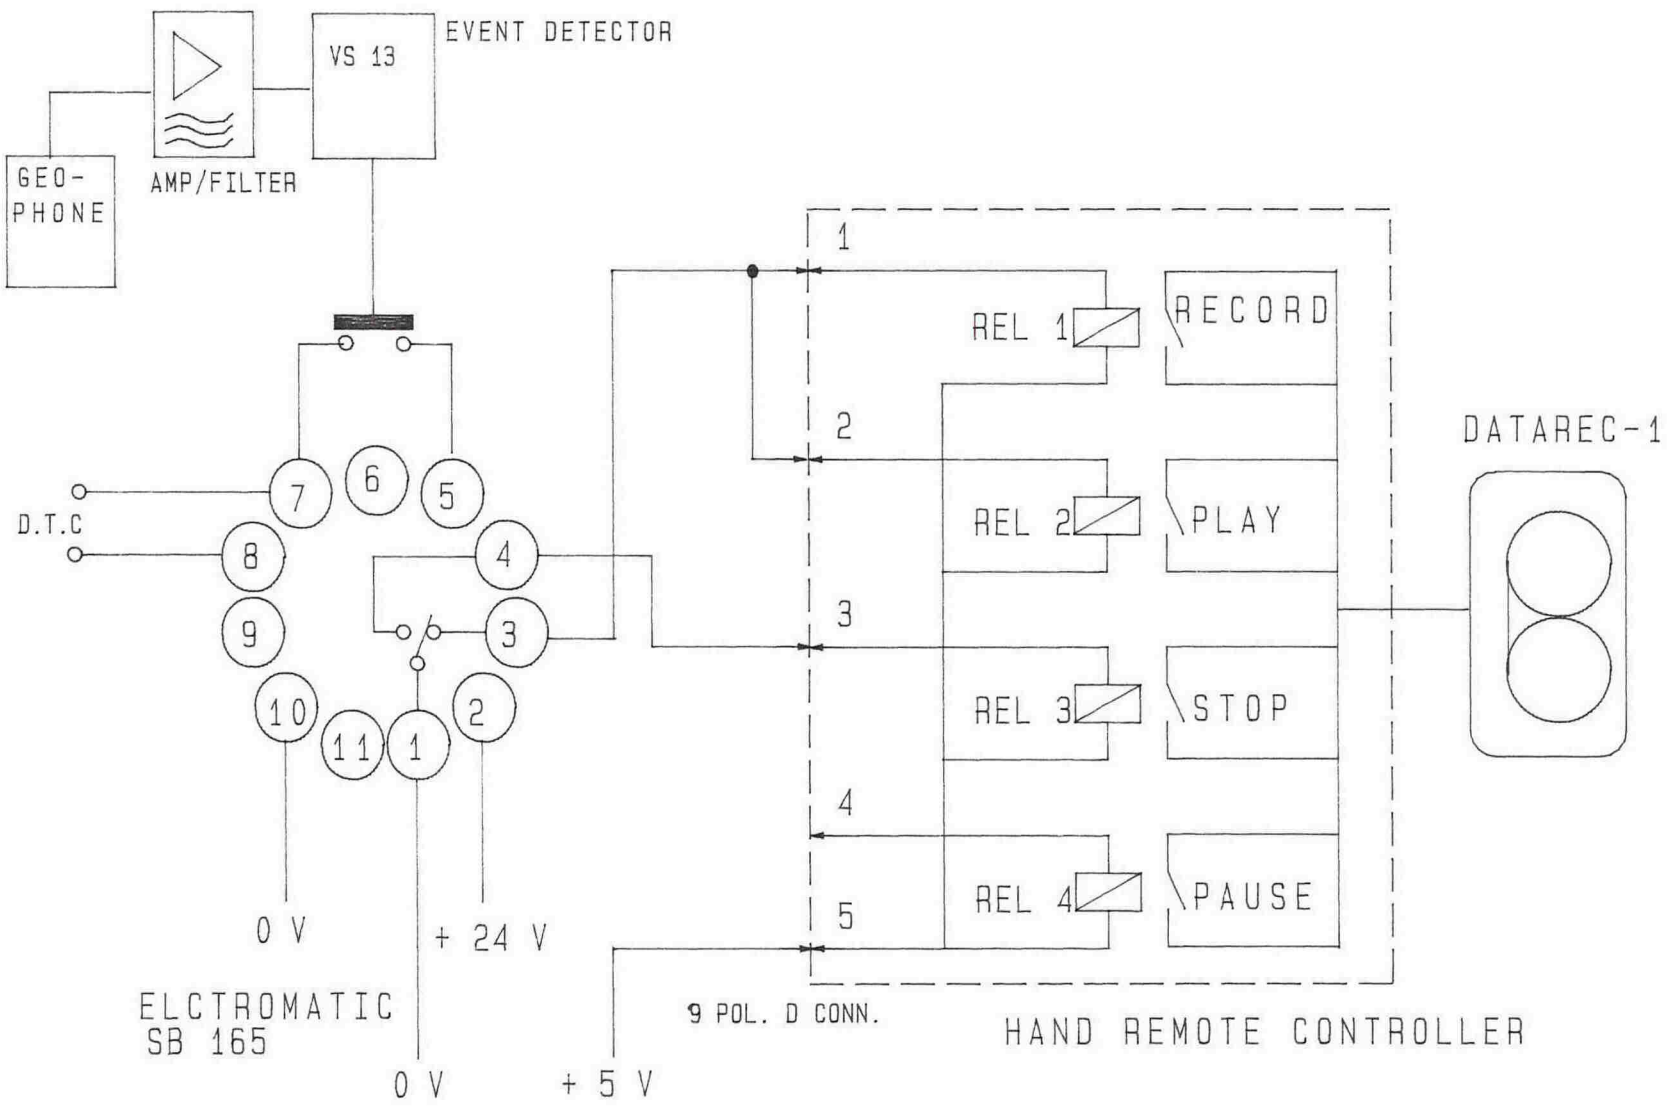 EVENT DETECTOR
VS 13
GEO-
PHONE
AMP/FILTER
1
REL 1
RECORD
2
REL 2
PLAY
DATAREC-1
3
REL 3
STOP
4
REL 4
PAUSE
5
7
6
5
D.T.C
8
4
9
3
10
11
1
2
0 V
+ 24 V
ELCTROMATIC
SB 165
0 V
+ 5 V
9 POL. D CONN.
HAND REMOTE CONTROLLER